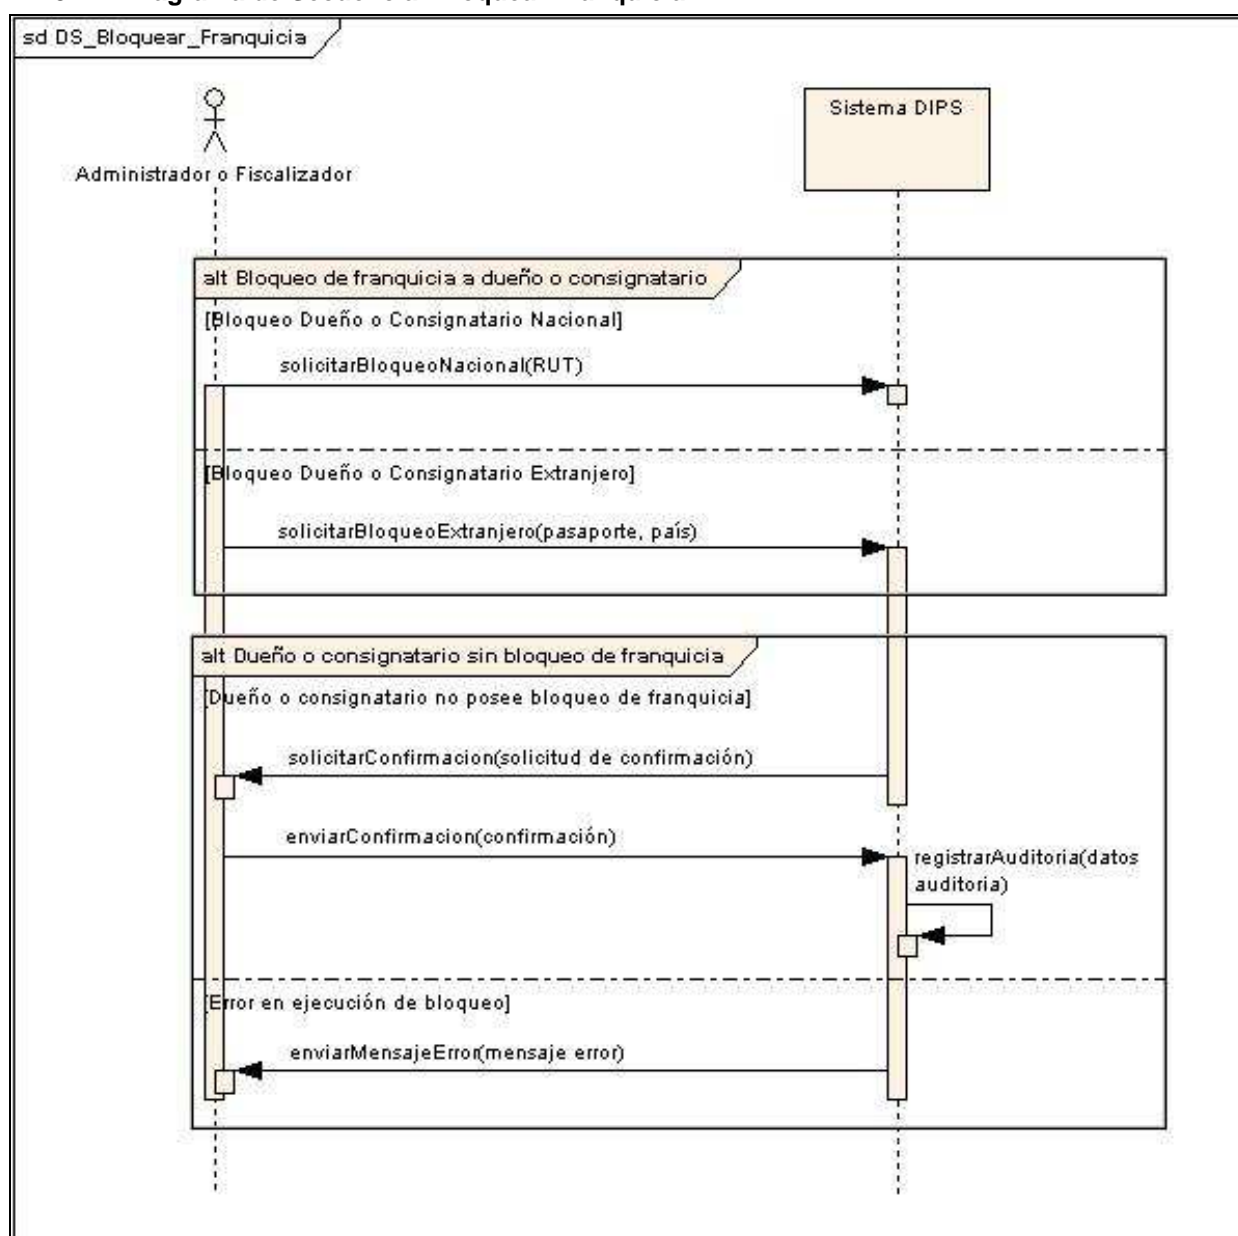 sd DS_Bloquear_Franquicia
Administrador o Fiscalizador
Sistema DIPS
alt Bloqueo de franquicia a dueño o consignatario
[Bloqueo Dueño o Consignatario Nacional]
solicitarBloqueoNacional(RUT)
[Bloqueo Dueño o Consignatario Extranjero]
solicitarBloqueoExtranjero(pasaporte, país)
alt Dueño o consignatario sin bloqueo de franquicia
[Dueño o consignatario no posee bloqueo de franquicia]
solicitarConfirmacion(solicitud de confirmación)
enviarConfirmacion(confirmación)
registrarAuditoria(datos
auditoria)
[Error en ejecución de bloqueo]
enviarMensajeError(mensaje error)